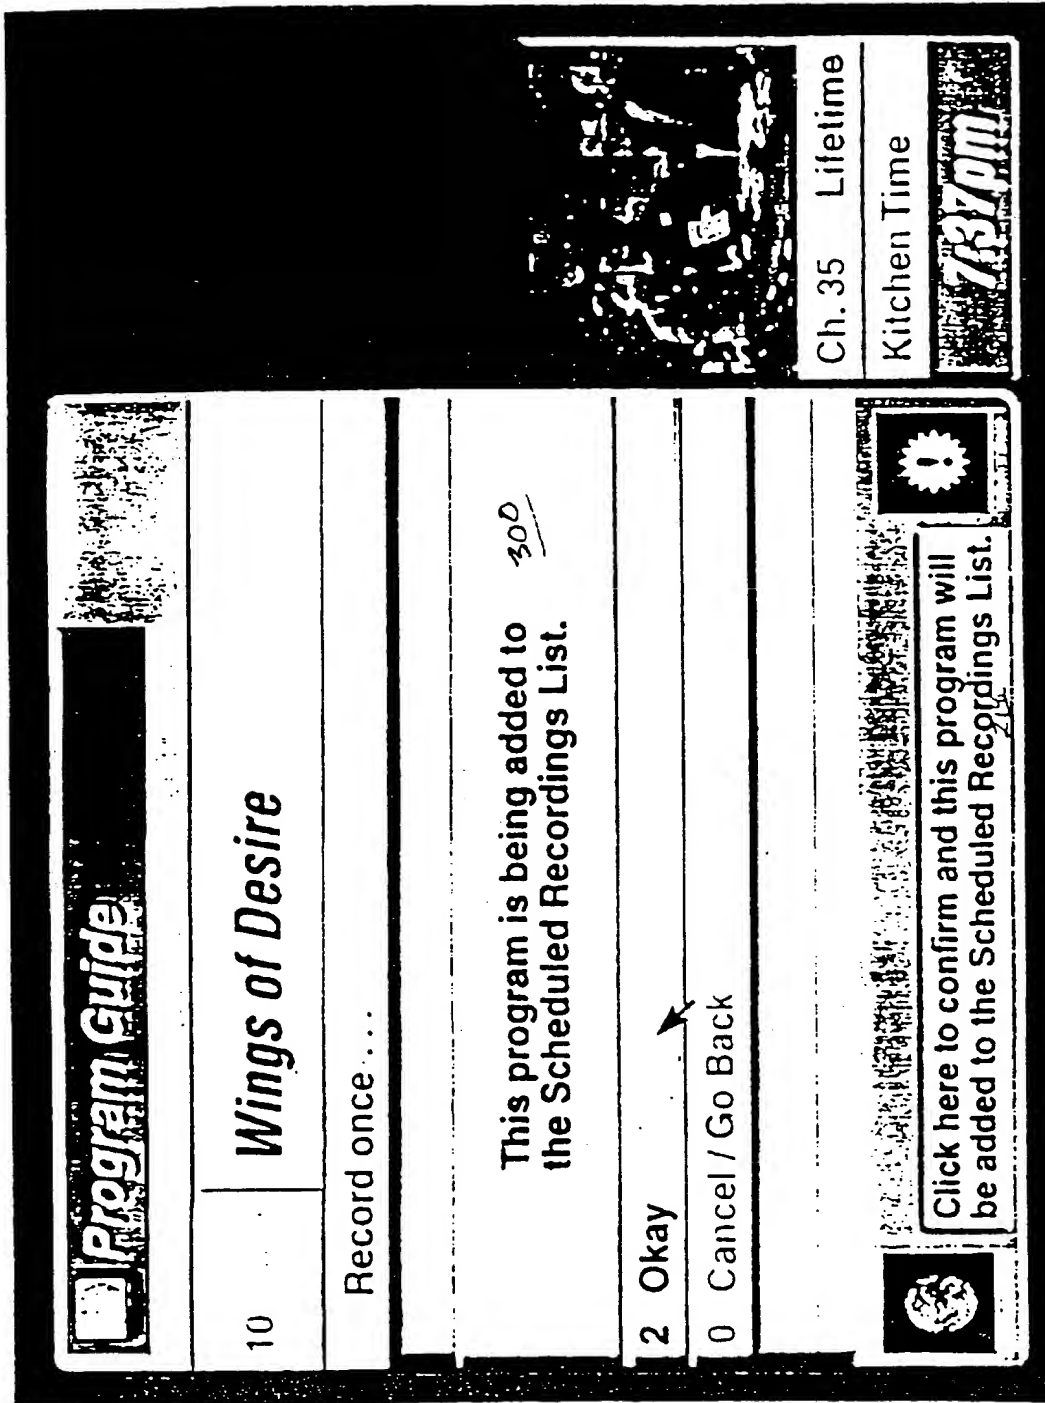 Program Guide
10 Wings of Desire
Record once...
This program is being added to
the Scheduled Recordings List.
300
2 Okay
0 Cancel / Go Back
!
Click here to confirm and this program will
be added to the Scheduled Recordings List.
Ch. 35 Lifetime
Kitchen Time
7:37pm